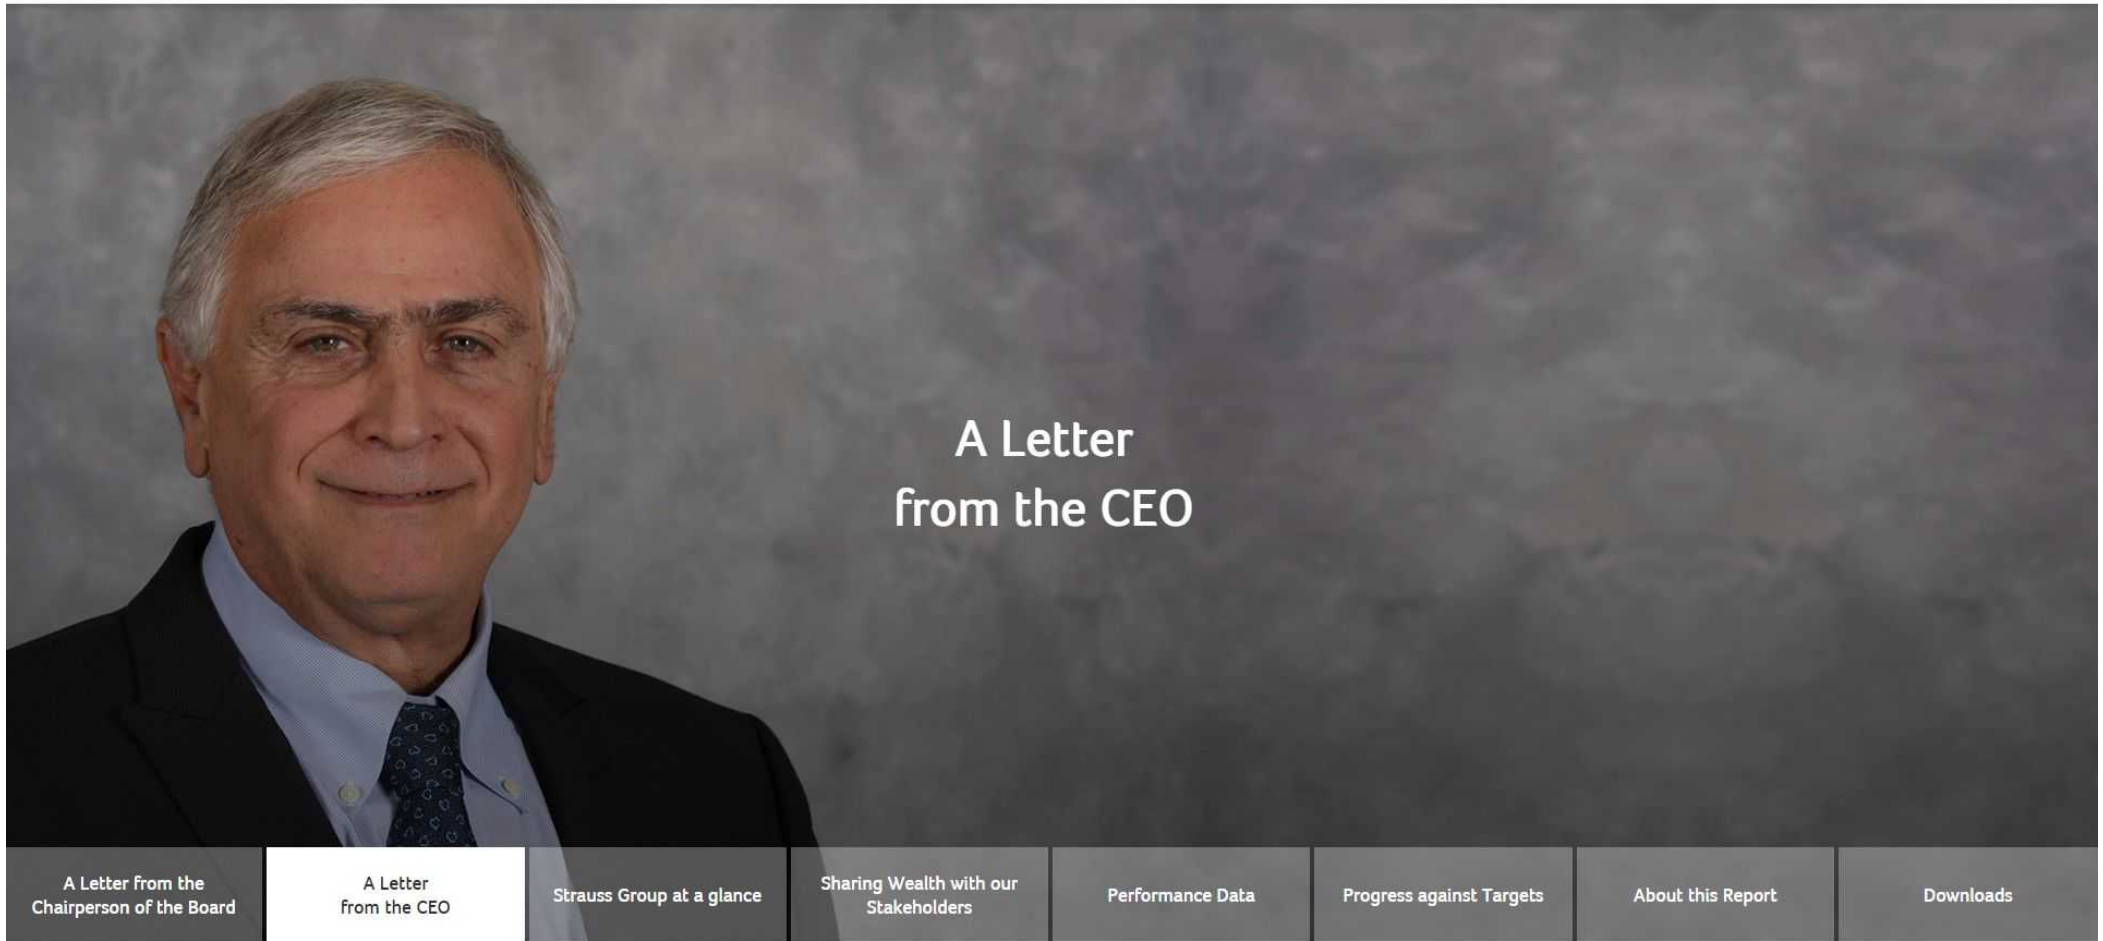 A Letter
from the CEO
A Letter from the
Chairperson of the Board
A Letter
from the CEO
Strauss Group at a glance
Sharing Wealth with our
Stakeholders
Performance Data
Progress against Targets
About this Report
Downloads